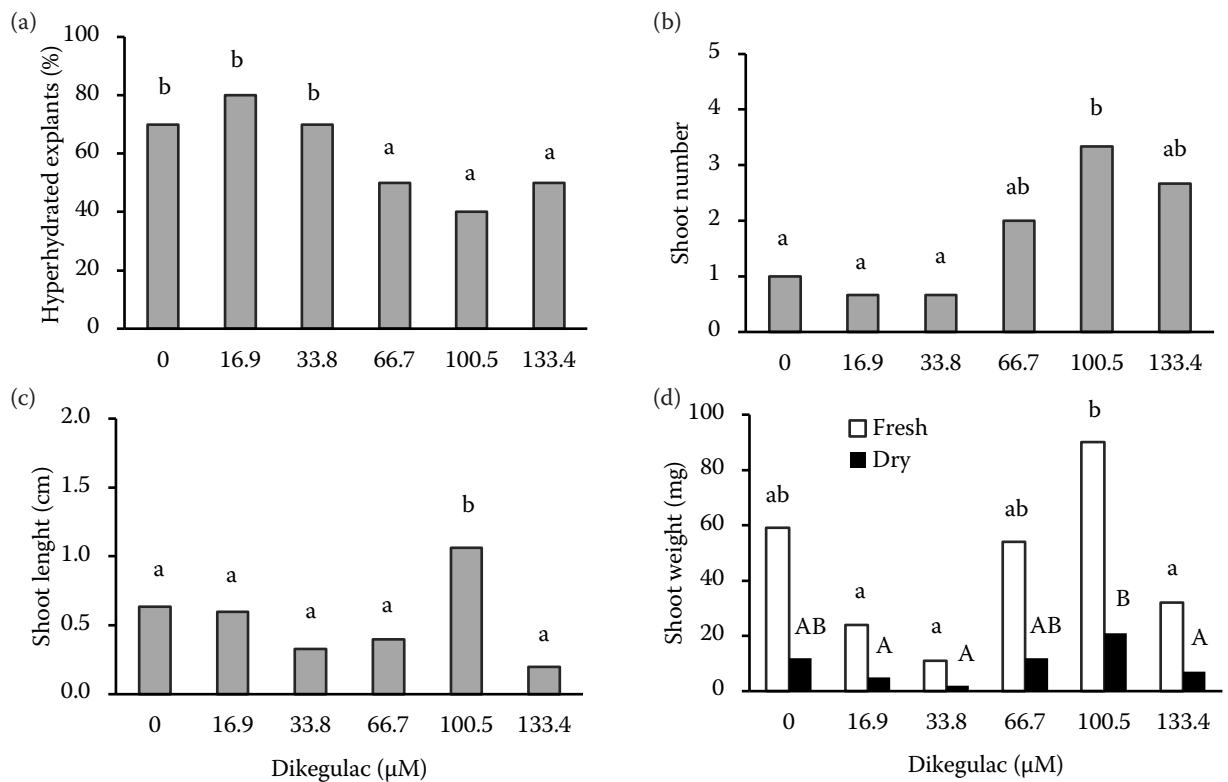 (a)
Hyperhydrated explants (%)
100
80
60
40
20
0
b
b
b
a
a
a
0 16.9 33.8 66.7 100.5 133.4
(b)
Shoot number
5
4
3
2
1
0
a
a
a
ab
b
ab
0 16.9 33.8 66.7 100.5 133.4
(c)
Shoot lenght (cm)
2.0
1.5
1.0
0.5
0.0
a
a
a
a
b
a
0 16.9 33.8 66.7 100.5 133.4
Dikegulac (μM)
(d)
Shoot weight (mg)
100
80
60
40
20
0
Fresh
Dry
ab
AB
a
A
a
A
ab
AB
b
B
a
A
0 16.9 33.8 66.7 100.5 133.4
Dikegulac (μM)